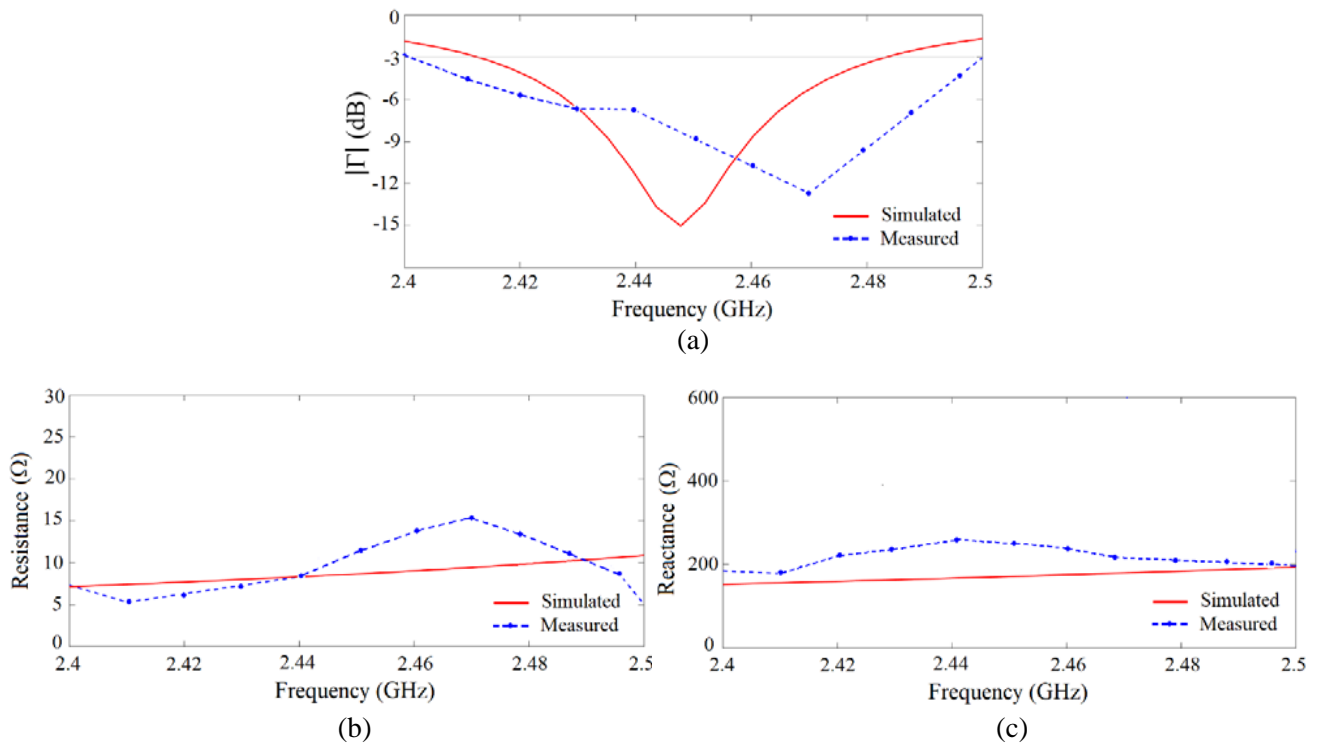 0
-3
-6
-9
-12
-15
|Γ| (dB)
Simulated
Measured
2.4 2.42 2.44 2.46 2.48 2.5
Frequency (GHz)
(a)
30
25
20
15
10
5
0
Resistance (Ω)
Simulated
Measured
2.4 2.42 2.44 2.46 2.48 2.5
Frequency (GHz)
(b)
600
400
200
0
Reactance (Ω)
Simulated
Measured
2.4 2.42 2.44 2.46 2.48 2.5
Frequency (GHz)
(c)